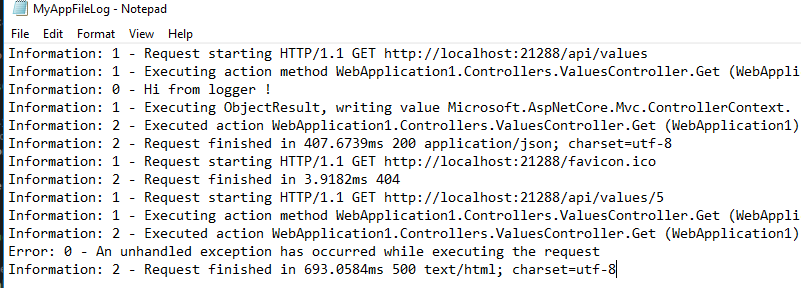 MyAppFileLog - Notepad
File Edit Format View Help
Information: 1 - Request starting HTTP/1.1 GET http://localhost:21288/api/values
Information: 1 - Executing action method WebApplication1.Controllers.ValuesController.Get (WebAppli
Information: 0 - Hi from logger !
Information: 1 - Executing ObjectResult, writing value Microsoft.AspNetCore.Mvc.ControllerContext.
Information: 2 - Executed action WebApplication1.Controllers.ValuesController.Get (WebApplication1)
Information: 2 - Request finished in 407.6739ms 200 application/json; charset=utf-8
Information: 1 - Request starting HTTP/1.1 GET http://localhost:21288/favicon.ico
Information: 2 - Request finished in 3.9182ms 404
Information: 1 - Request starting HTTP/1.1 GET http://localhost:21288/api/values/5
Information: 1 - Executing action method WebApplication1.Controllers.ValuesController.Get (WebAppli
Information: 2 - Executed action WebApplication1.Controllers.ValuesController.Get (WebApplication1)
Error: 0 - An unhandled exception has occurred while executing the request
Information: 2 - Request finished in 693.0584ms 500 text/html; charset=utf-8